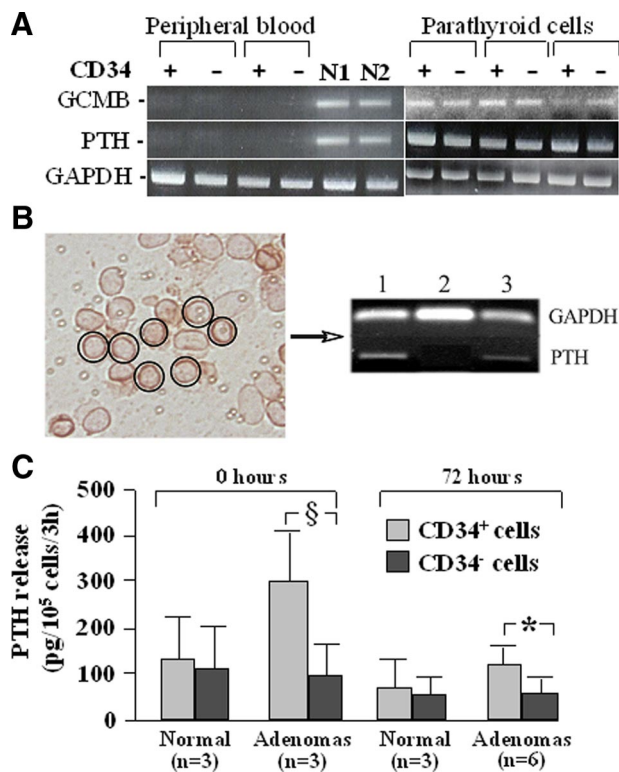 A
Peripheral blood Parathyroid cells
CD34 + - + - N1 N2 + - + - + -
GCMB -
PTH -
GAPDH -
B
1 2 3
GAPDH
PTH
C
0 hours 72 hours
PTH release
(pg/10⁵ cells/3h)
500
400
300
200
100
0
§
*
CD34⁺ cells
CD34⁻ cells
Normal Adenomas Normal Adenomas
(n=3) (n=3) (n=3) (n=6)